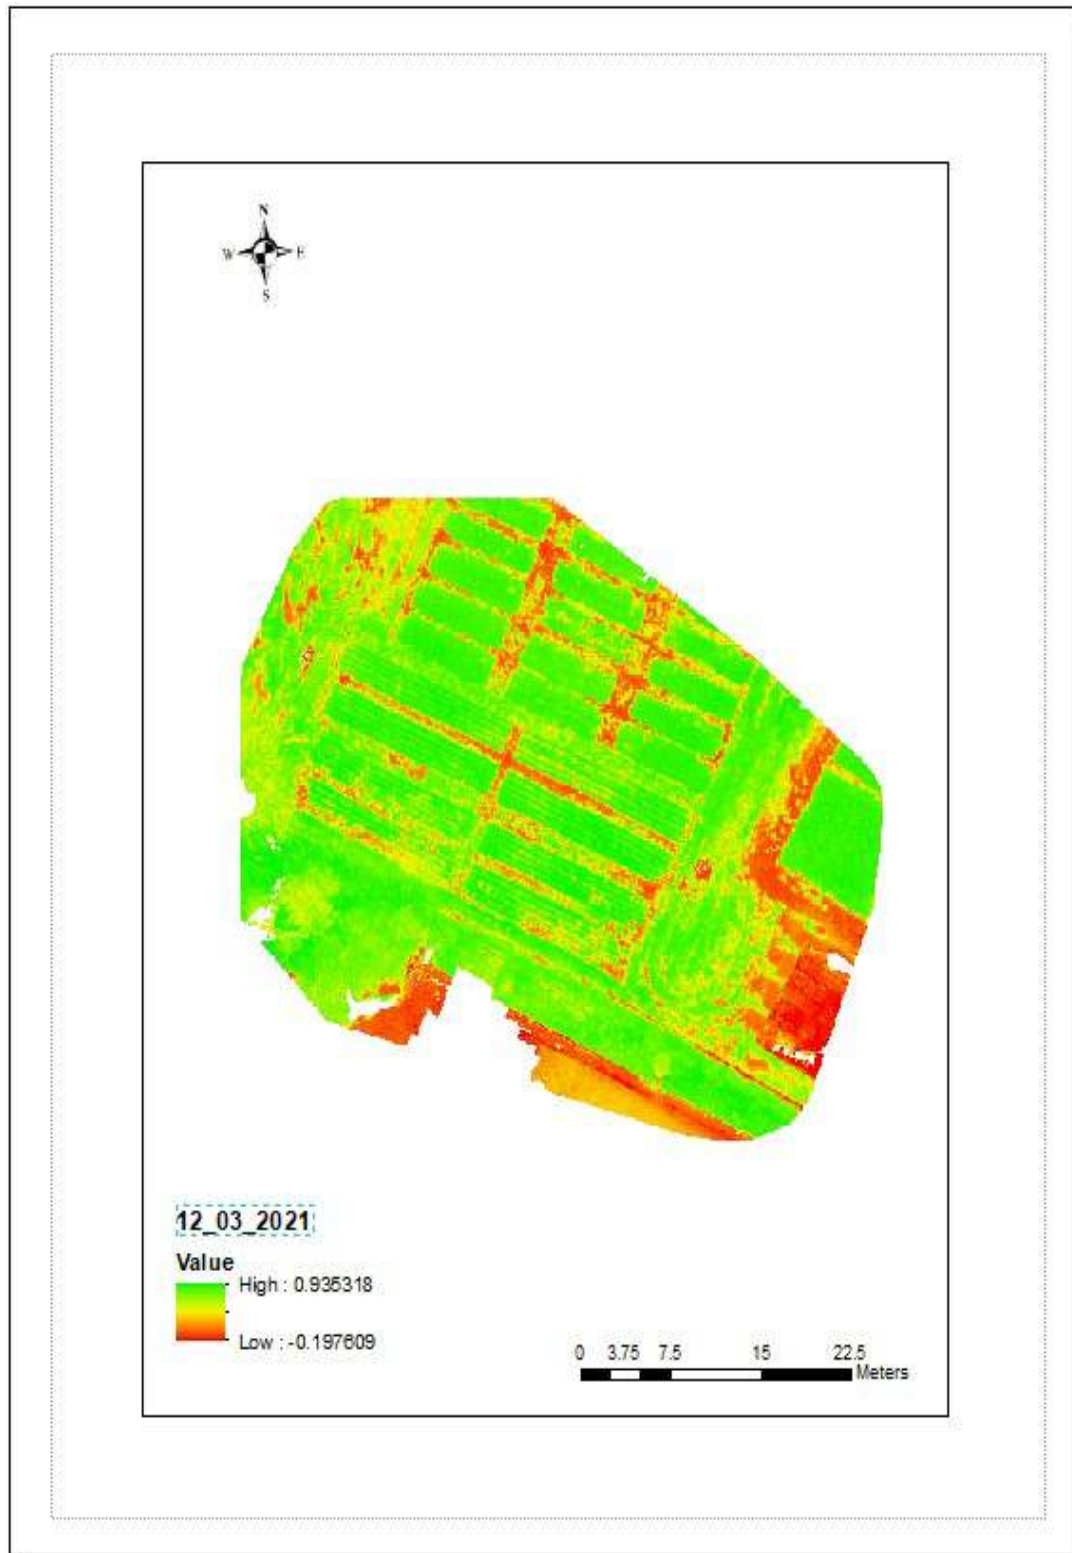 N
W E
S
12_03_2021
Value
High : 0.935318
Low : -0.197609
0 3.75 7.5 15 22.5
Meters